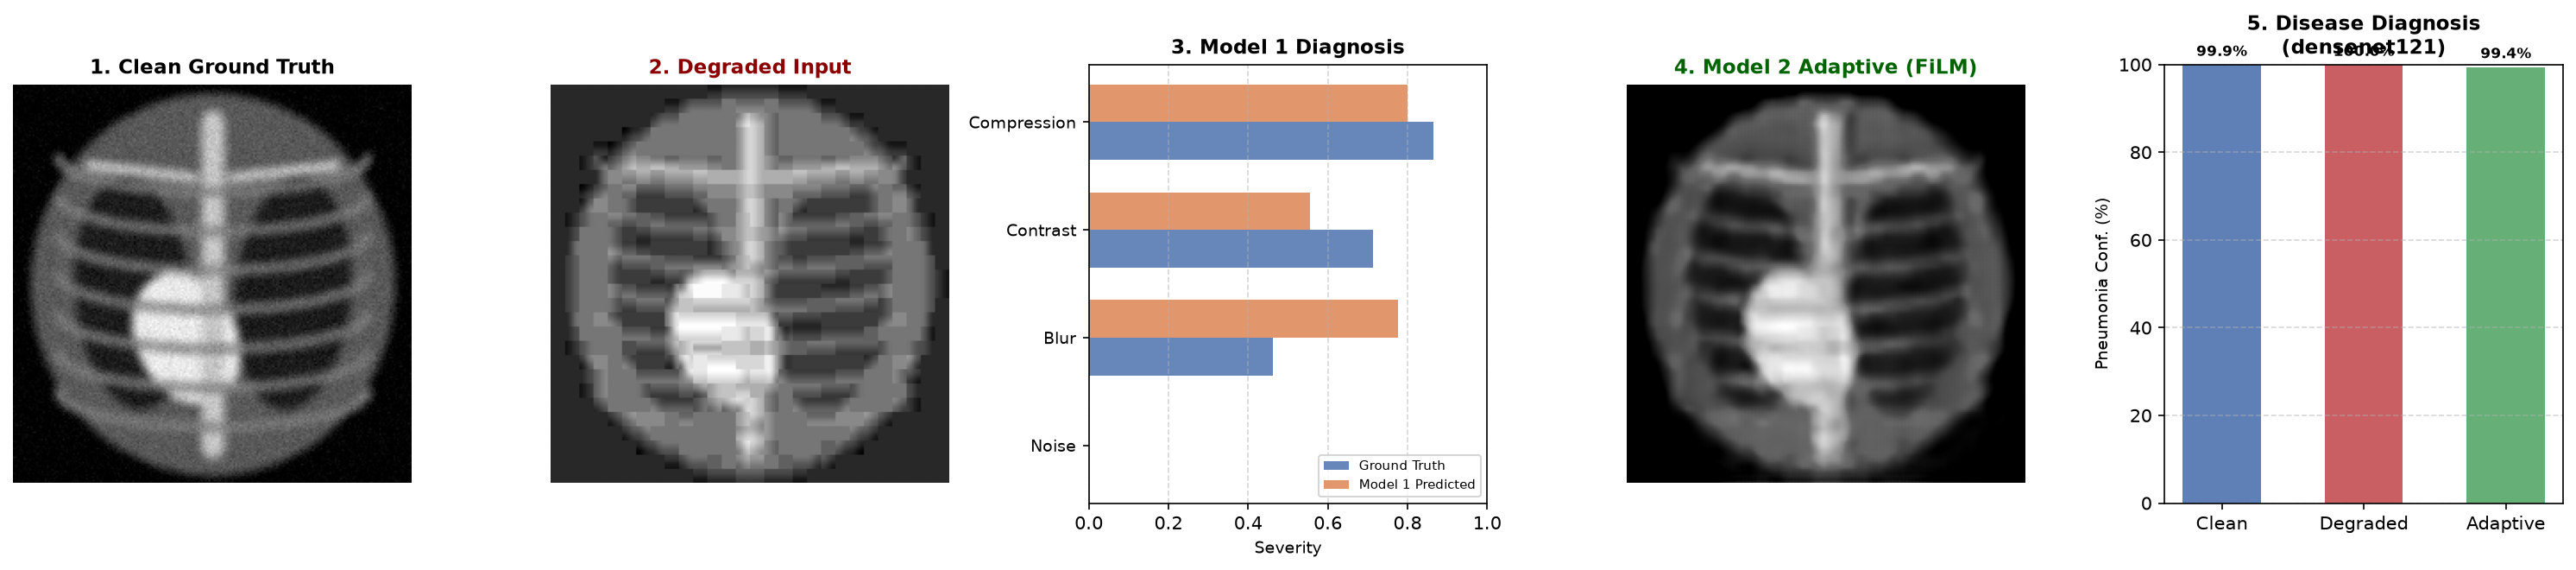 1. Clean Ground Truth
2. Degraded Input
3. Model 1 Diagnosis
Compression
Contrast
Blur
Noise
Ground Truth
Model 1 Predicted
0.0 0.2 0.4 0.6 0.8 1.0
Severity
4. Model 2 Adaptive (FiLM)
5. Disease Diagnosis
(densenet121)
99.9% 100.0% 99.4%
Pneumonia Conf. (%)
100
80
60
40
20
0
Clean Degraded Adaptive